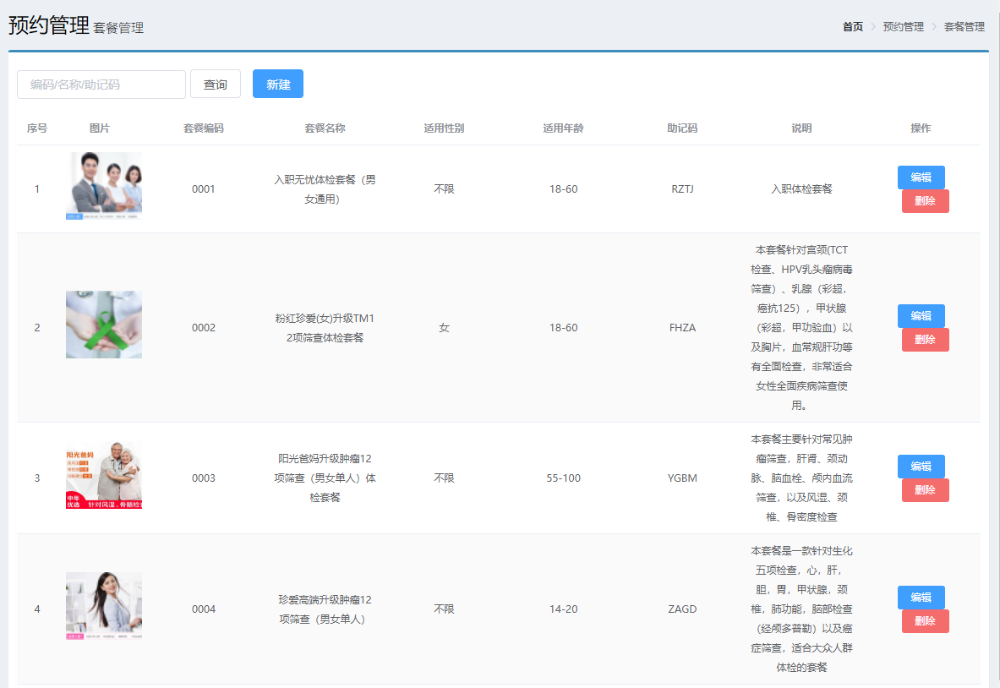 预约管理 套餐管理
首页 > 预约管理 > 套餐管理
编码/名称/助记码 查询 新建
序号 图片 套餐编码 套餐名称 适用性别 适用年龄 助记码 说明 操作
1 0001 不限 18-60 RZTJ 入职体检套餐
入职无忧体检套餐（男
女通用）
编辑
删除
2 0002 女 18-60 FHZA
粉红珍爱(女)升级TM1
2项筛查体检套餐
本套餐针对宫颈(TCT
检查、HPV乳头瘤病毒
筛查）、乳腺（彩超，
癌抗125），甲状腺
（彩超，甲功验血）以
及胸片，血常规肝功等
有全面检查，非常适合
女性全面疾病筛查使
用。
编辑
删除
3 0003 不限 55-100 YGBM
阳光爸妈
中年
优选 针对风湿、骨骼检
阳光爸妈升级肿瘤12
项筛查（男女单人）体
检套餐
本套餐主要针对常见肿
瘤筛查，肝肾、颈动
脉、脑血栓、颅内血流
筛查，以及风湿、颈
椎、骨密度检查
编辑
删除
4 0004 不限 14-20 ZAGD
珍爱高端升级肿瘤12
项筛查（男女单人）
本套餐是一款针对生化
五项检查，心，肝，
胆，胃，甲状腺，颈
椎，肺功能，脑部检查
（经颅多普勒）以及癌
症筛查，适合大众人群
体检的套餐
编辑
删除